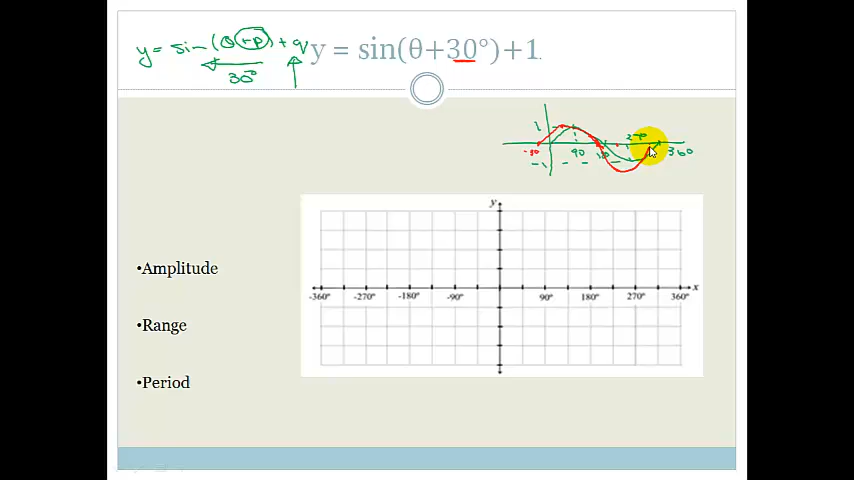 y = sin(θ+p)+q
30°
y = sin(θ+30°)+1
1
270
-30
90
180
360
-1
y
-360° -270° -180° -90° 90° 180° 270° 360° x
•Amplitude
•Range
•Period